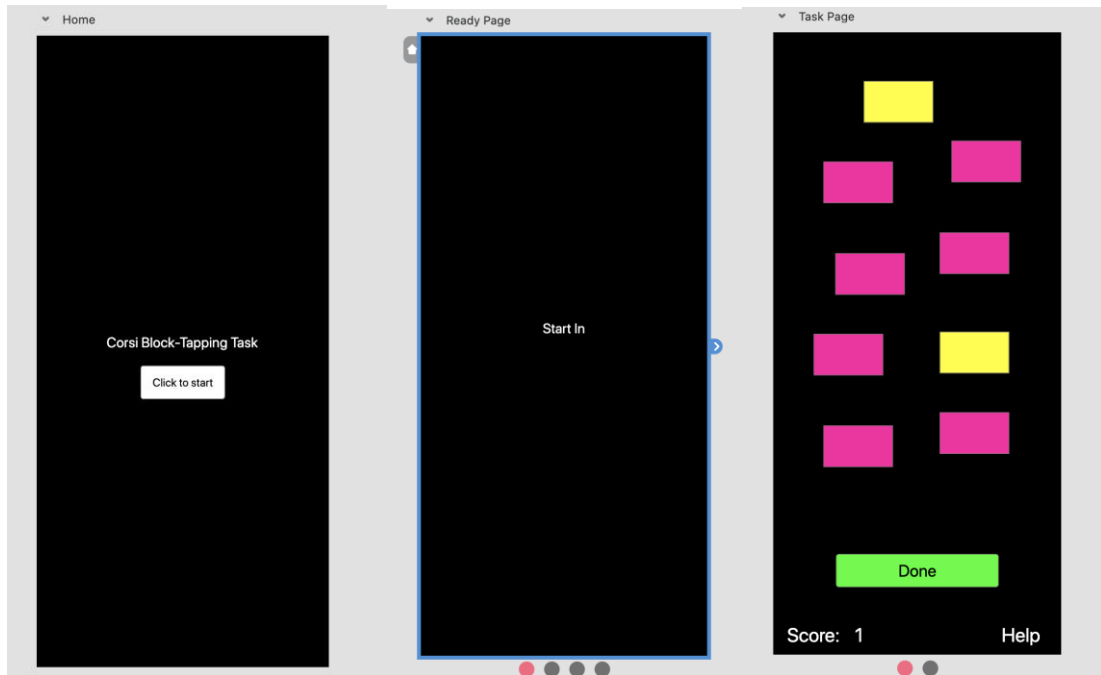 Home
Corsi Block-Tapping Task
Click to start
Ready Page
Start In
Task Page
Done
Score: 1
Help